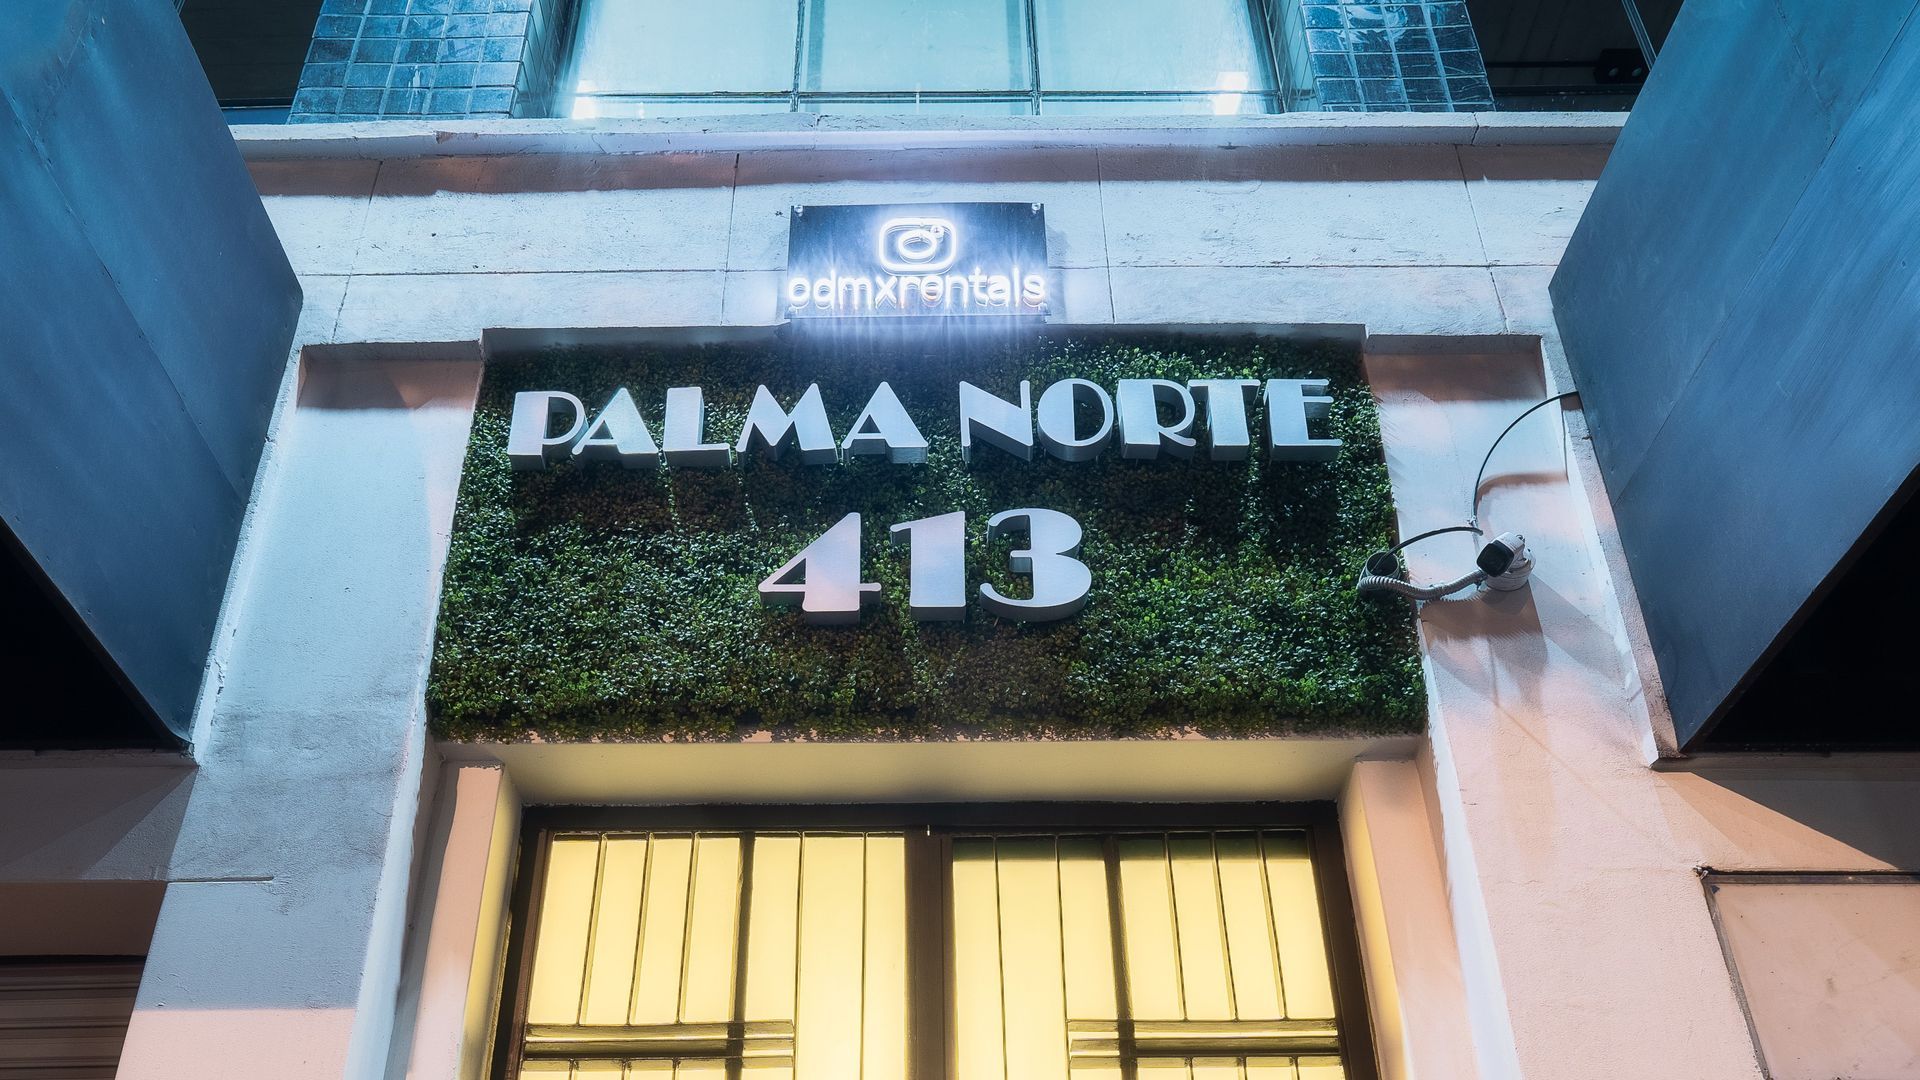 cdmxrentals
PALMA NORTE
413